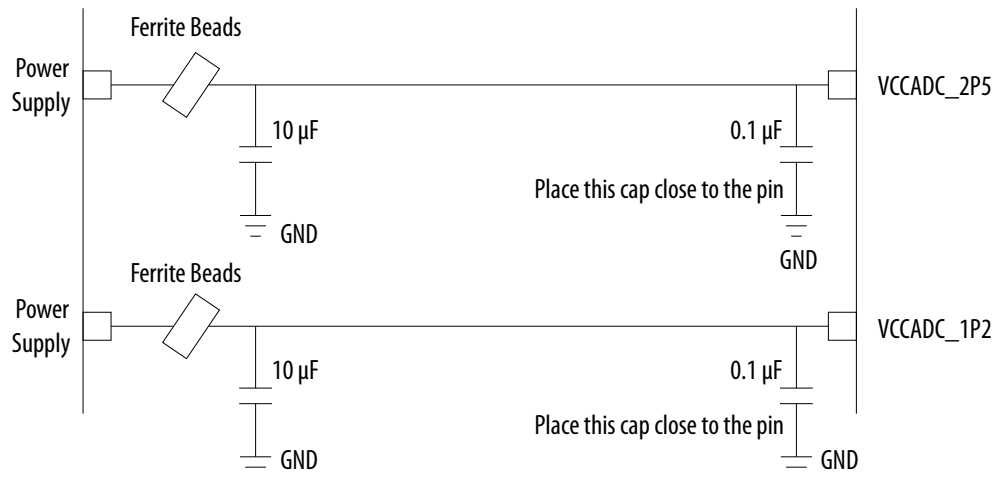 Ferrite Beads
Power
Supply
VCCADC_2P5
10 µF
0.1 µF
Place this cap close to the pin
GND
GND
Ferrite Beads
Power
Supply
VCCADC_1P2
10 µF
0.1 µF
Place this cap close to the pin
GND
GND